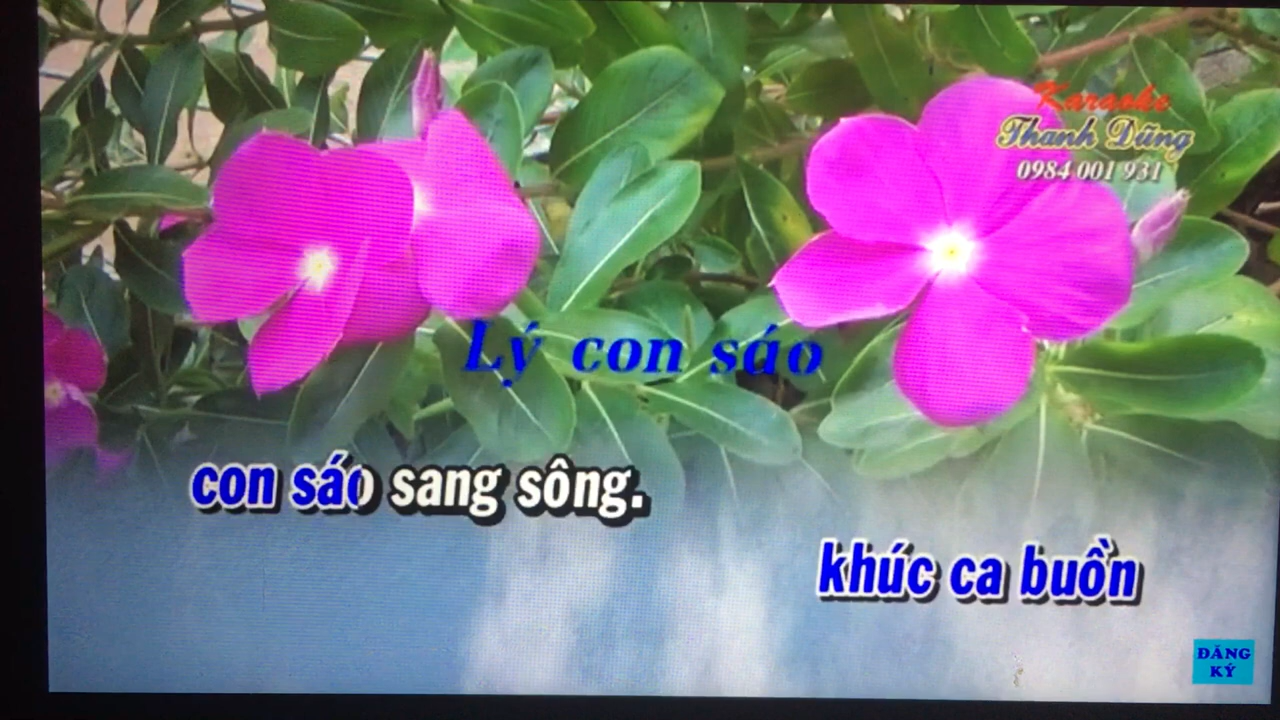 Karaoke
Thanh Dũng
0984 001 931
Lý con sáo
con sáo sang sông.
khúc ca buồn
ĐĂNG
KÝ